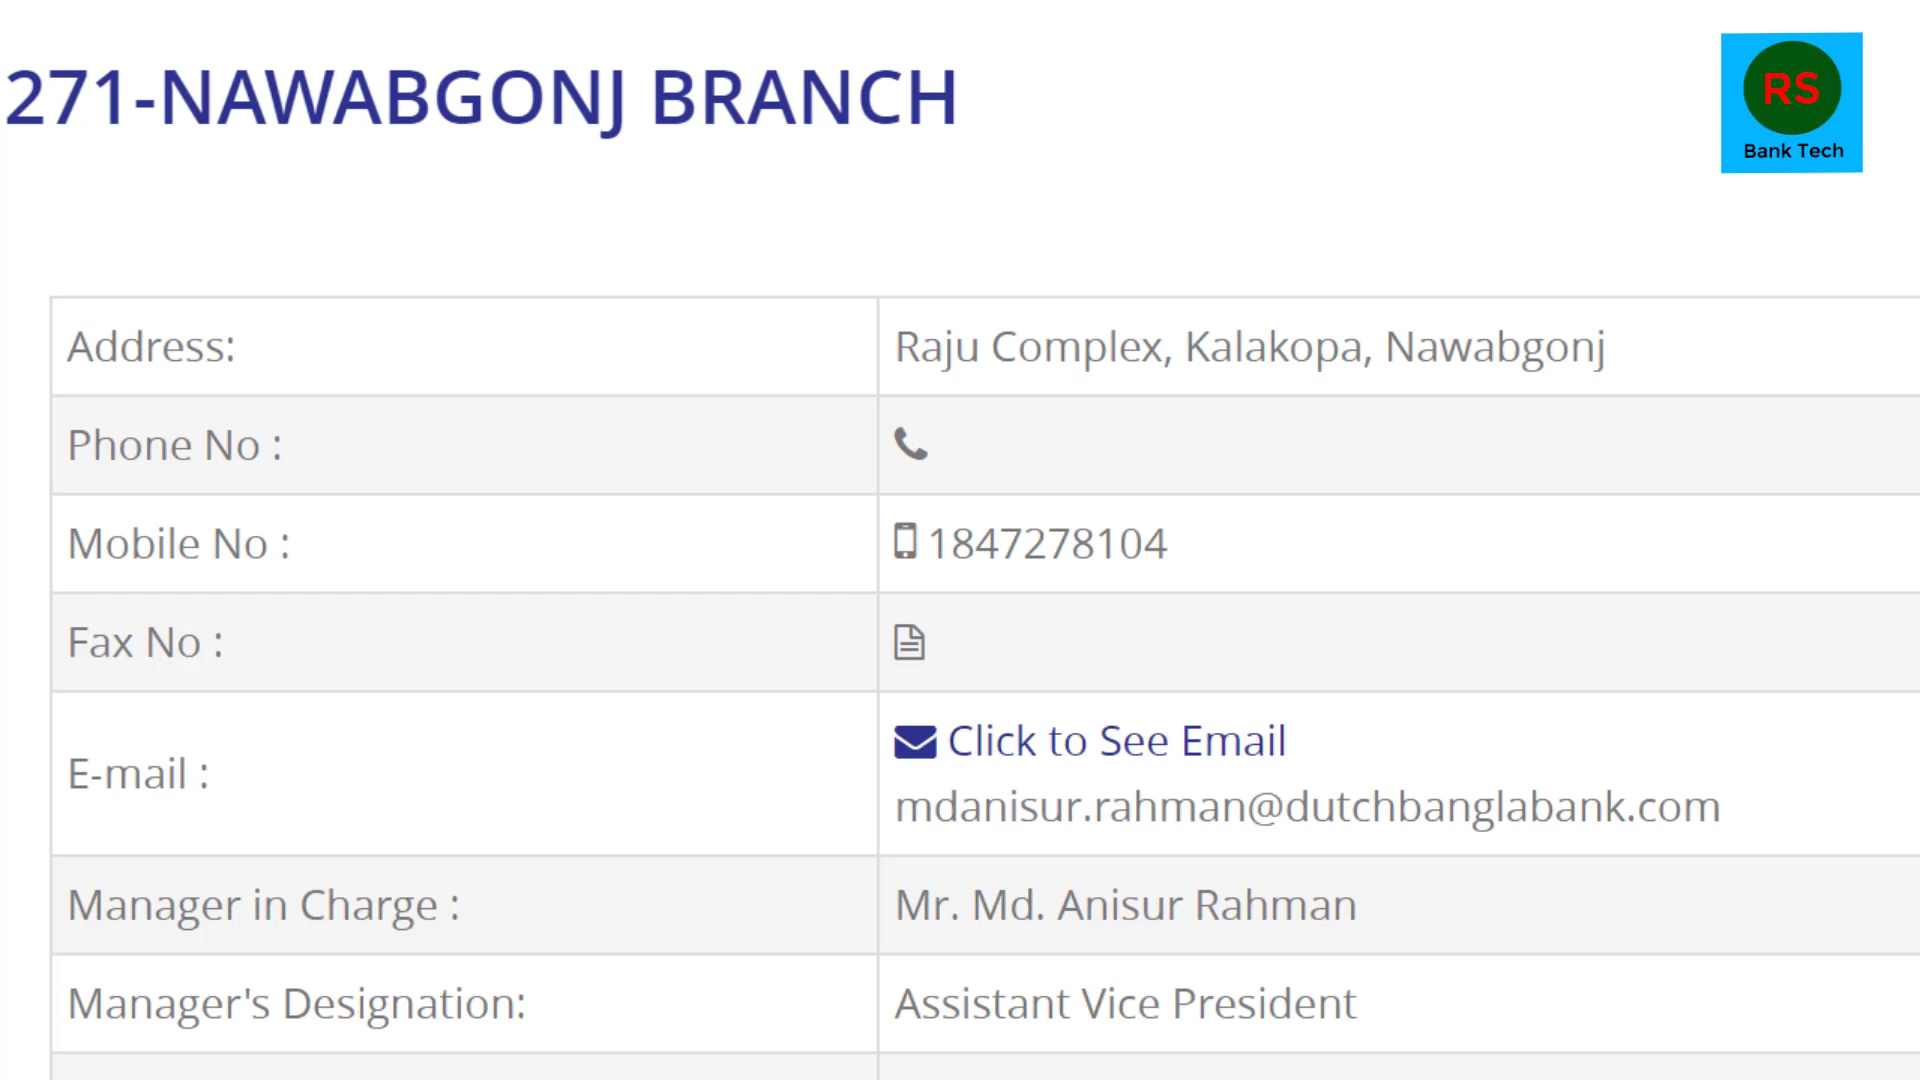 271-NAWABGONJ BRANCH
RS
Bank Tech
Address:
Raju Complex, Kalakopa, Nawabgonj
Phone No :
Mobile No :
1847278104
Fax No :
E-mail :
Click to See Email
mdanisur.rahman@dutchbanglabank.com
Manager in Charge :
Mr. Md. Anisur Rahman
Manager's Designation:
Assistant Vice President